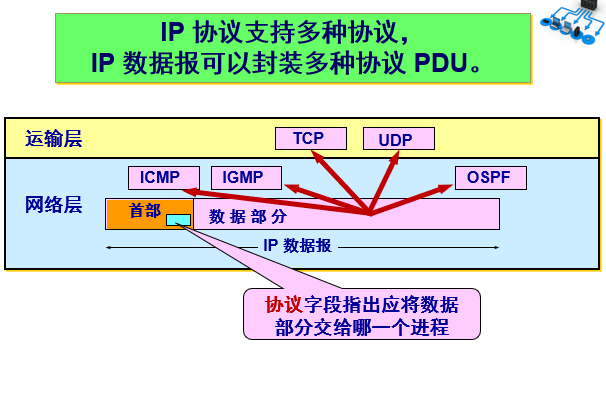 IP 协议支持多种协议，
IP 数据报可以封装多种协议 PDU。
运输层
TCP
UDP
ICMP
IGMP
OSPF
网络层
首部
数 据 部 分
IP 数据报
协议字段指出应将数据
部分交给哪一个进程